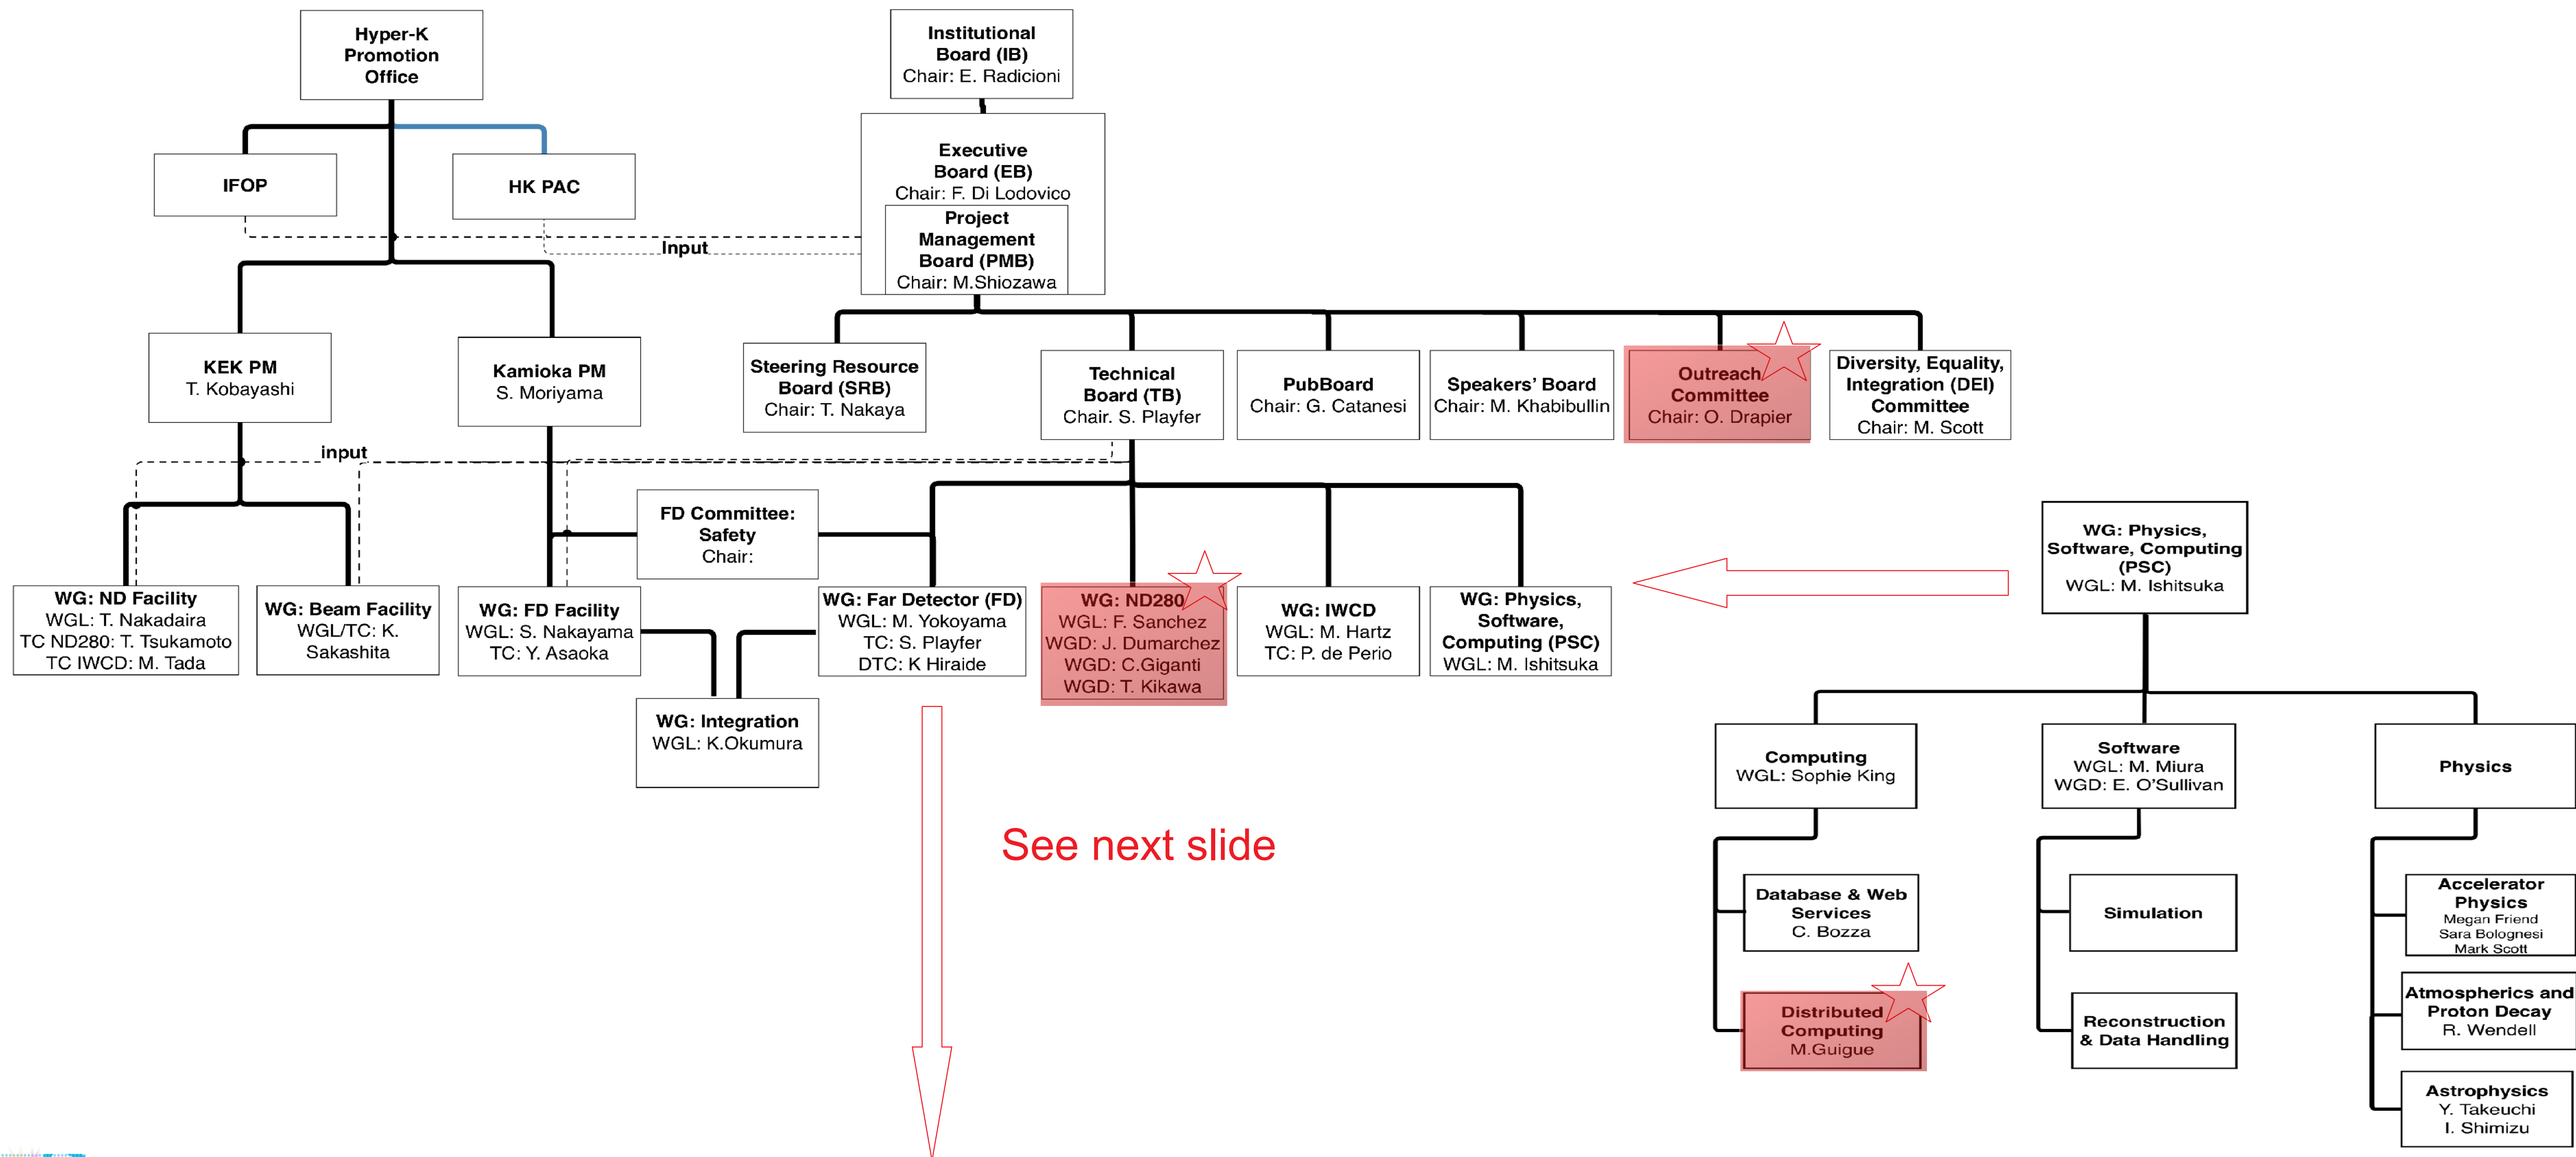 Hyper-K
Promotion
Office
Institutional
Board (IB)
Chair: E. Radicioni
IFOP
HK PAC
Executive
Board (EB)
Chair: F. Di Lodovico
Project
Management
Board (PMB)
Chair: M.Shiozawa
Input
KEK PM
T. Kobayashi
Kamioka PM
S. Moriyama
Steering Resource
Board (SRB)
Chair: T. Nakaya
Technical
Board (TB)
Chair. S. Playfer
PubBoard
Chair: G. Catanesi
Speakers' Board
Chair: M. Khabibullin
Outreach
Committee
Chair: O. Drapier
Diversity, Equality,
Integration (DEI)
Committee
Chair: M. Scott
input
FD Committee:
Safety
Chair:
WG: ND Facility
WGL: T. Nakadaira
TC ND280: T. Tsukamoto
TC IWCD: M. Tada
WG: Beam Facility
WGL/TC: K.
Sakashita
WG: FD Facility
WGL: S. Nakayama
TC: Y. Asaoka
WG: Far Detector (FD)
WGL: M. Yokoyama
TC: S. Playfer
DTC: K Hiraide
WG: ND280
WGL: F. Sanchez
WGD: J. Dumarchez
WGD: C.Giganti
WGD: T. Kikawa
WG: IWCD
WGL: M. Hartz
TC: P. de Perio
WG: Physics,
Software,
Computing (PSC)
WGL: M. Ishitsuka
WG: Integration
WGL: K.Okumura
See next slide
WG: Physics,
Software, Computing
(PSC)
WGL: M. Ishitsuka
Computing
WGL: Sophie King
Software
WGL: M. Miura
WGD: E. O'Sullivan
Physics
Database & Web
Services
C. Bozza
Distributed
Computing
M.Guigue
Simulation
Reconstruction
& Data Handling
Accelerator
Physics
Megan Friend
Sara Bolognesi
Mark Scott
Atmospherics and
Proton Decay
R. Wendell
Astrophysics
Y. Takeuchi
I. Shimizu